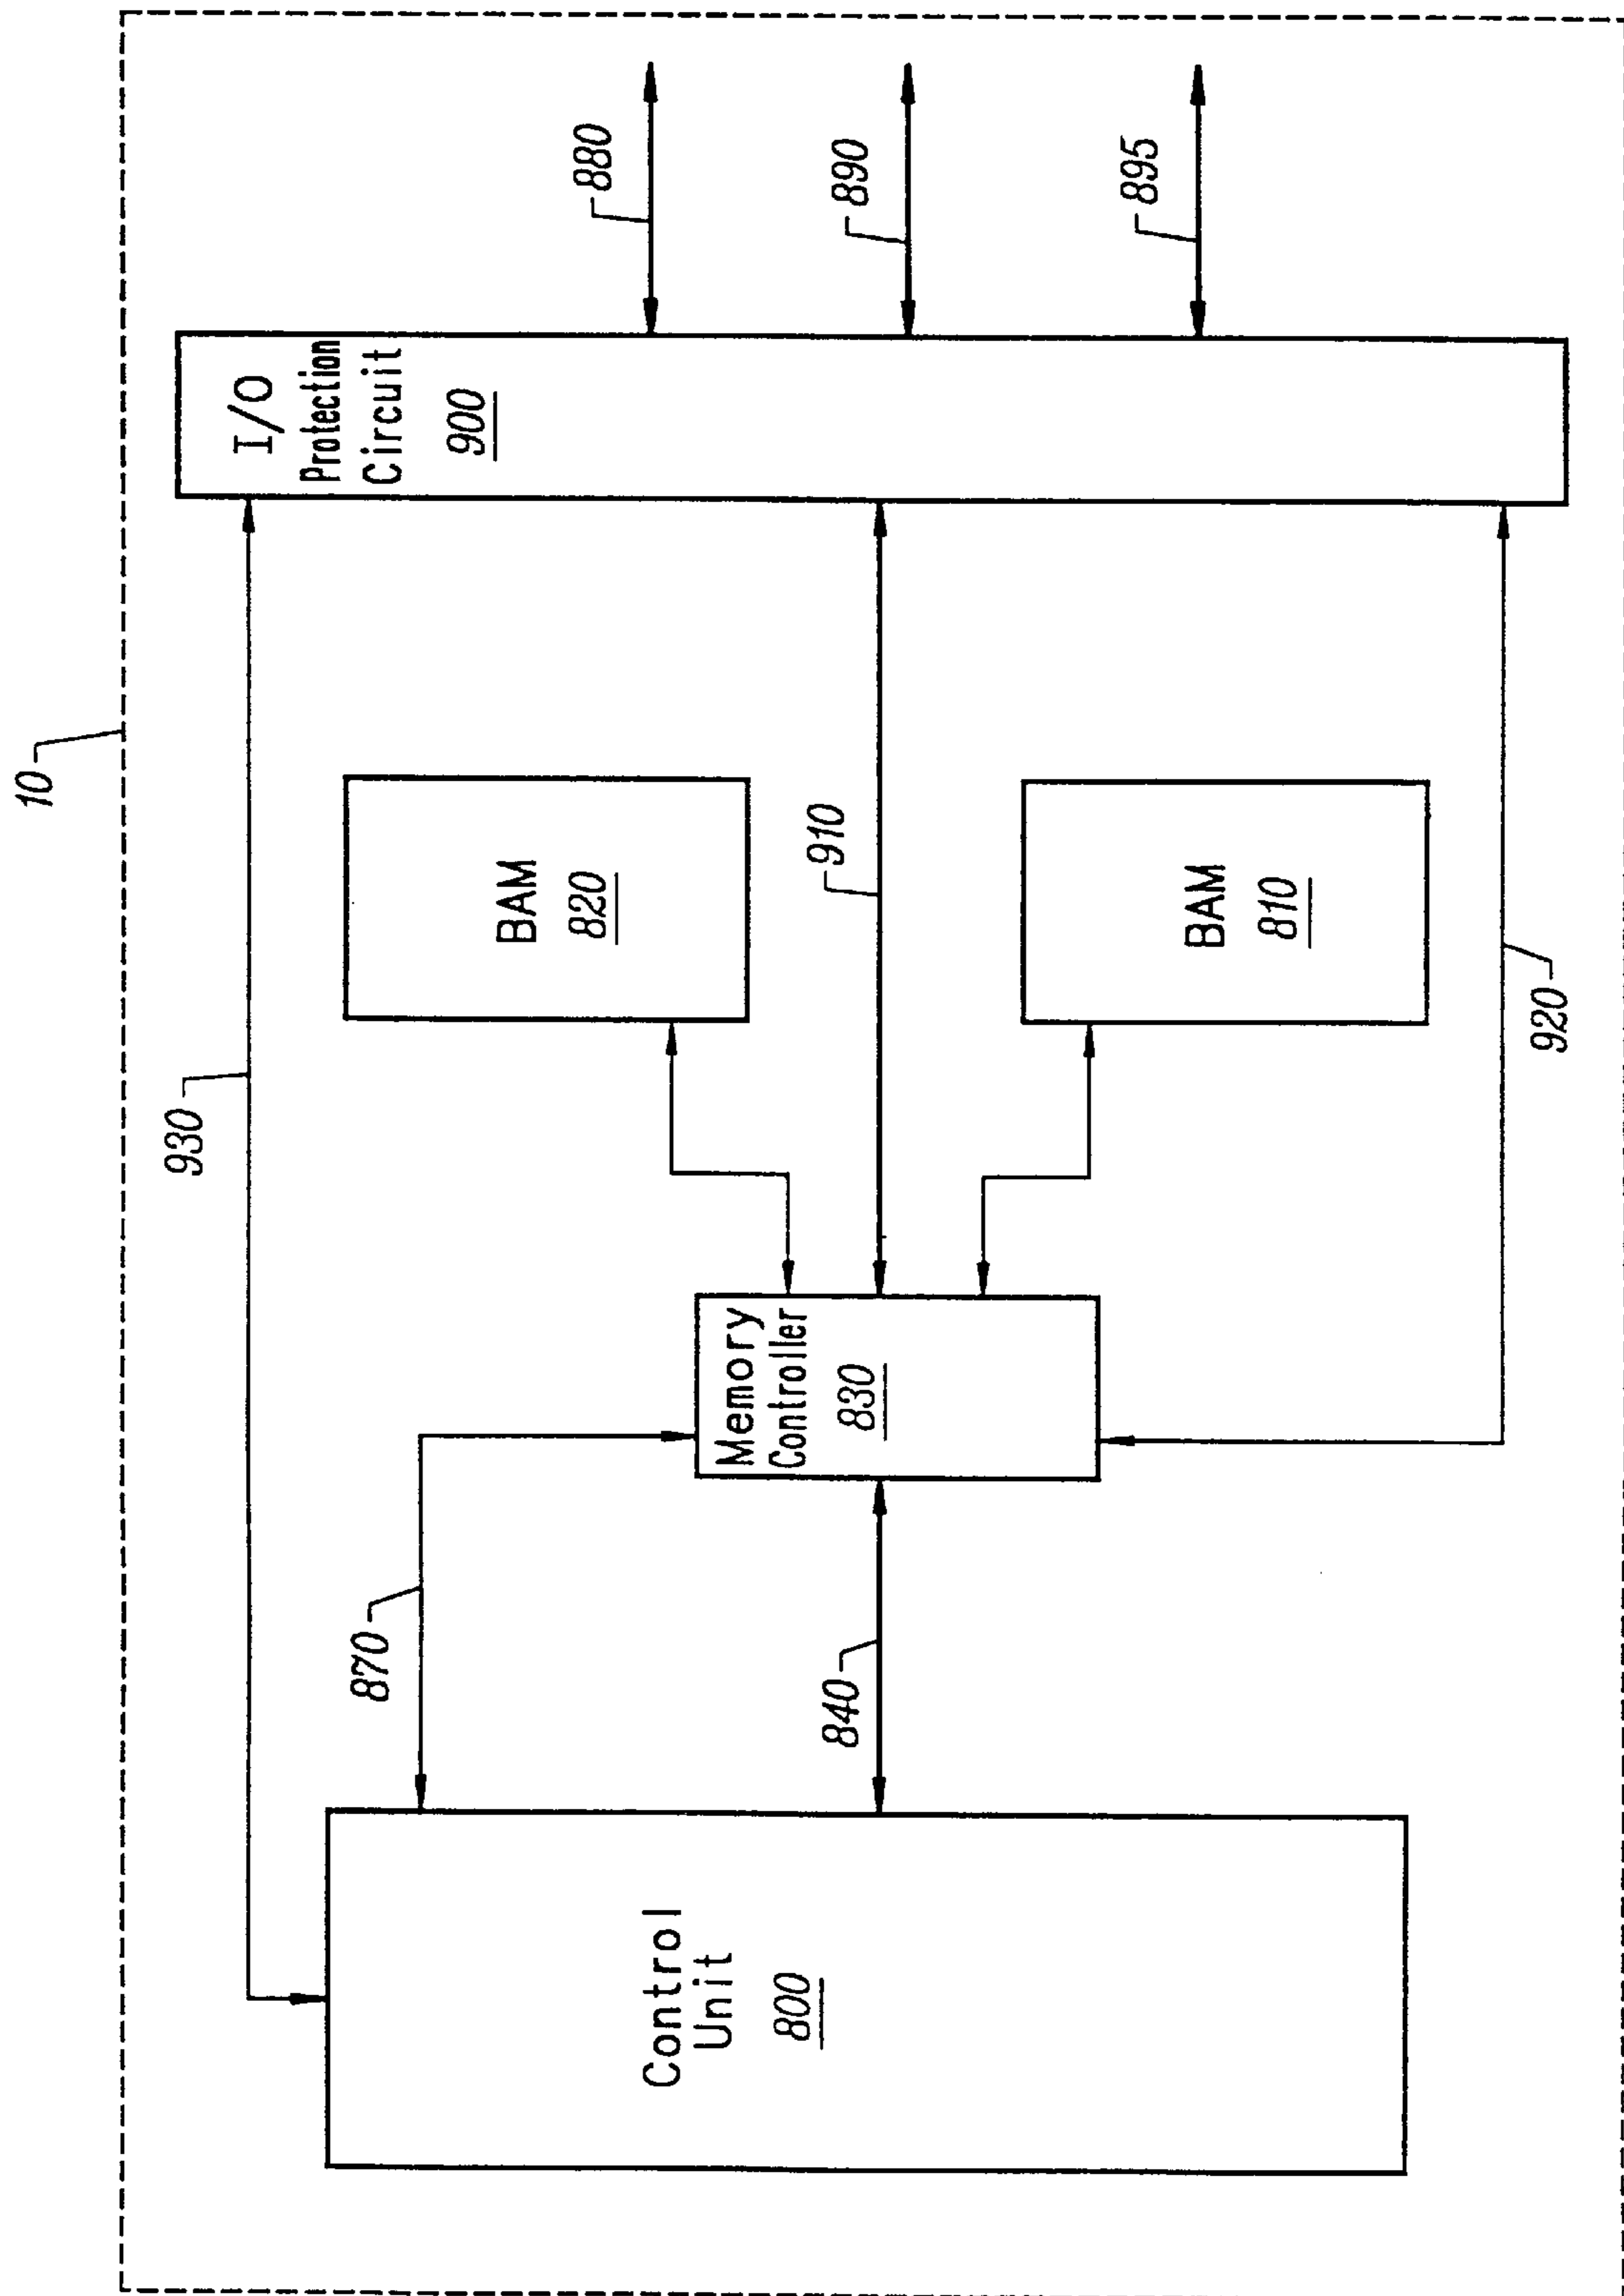 10
930
I/O
Protection
Circuit
900
880
890
895
BAM
820
870
Memory
Controller
830
910
840
Control
Unit
800
BAM
810
920